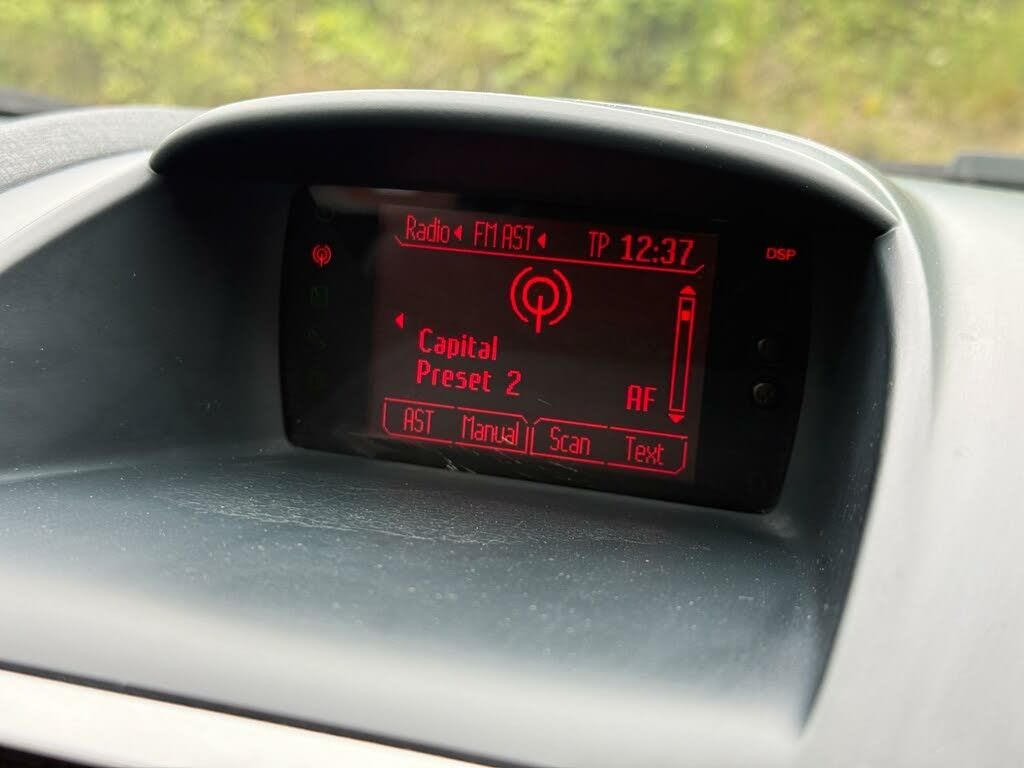 Radio FM AST TP 12:37
DSP
Capital
Preset 2
AF
AST Manual Scan Text